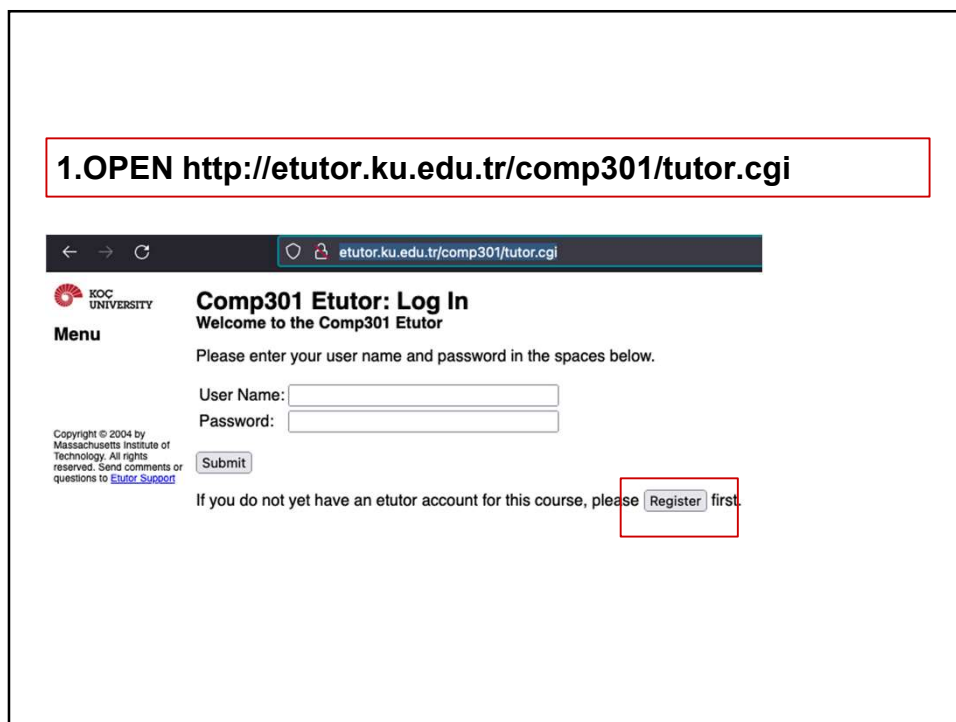 1.OPEN http://etutor.ku.edu.tr/comp301/tutor.cgi
etutor.ku.edu.tr/comp301/tutor.cgi
KOÇ
UNIVERSITY
Menu
Comp301 Etutor: Log In
Welcome to the Comp301 Etutor
Please enter your user name and password in the spaces below.
User Name:
Password:
Submit
If you do not yet have an etutor account for this course, please Register first.
Copyright © 2004 by
Massachusetts Institute of
Technology. All rights
reserved. Send comments or
questions to Etutor Support